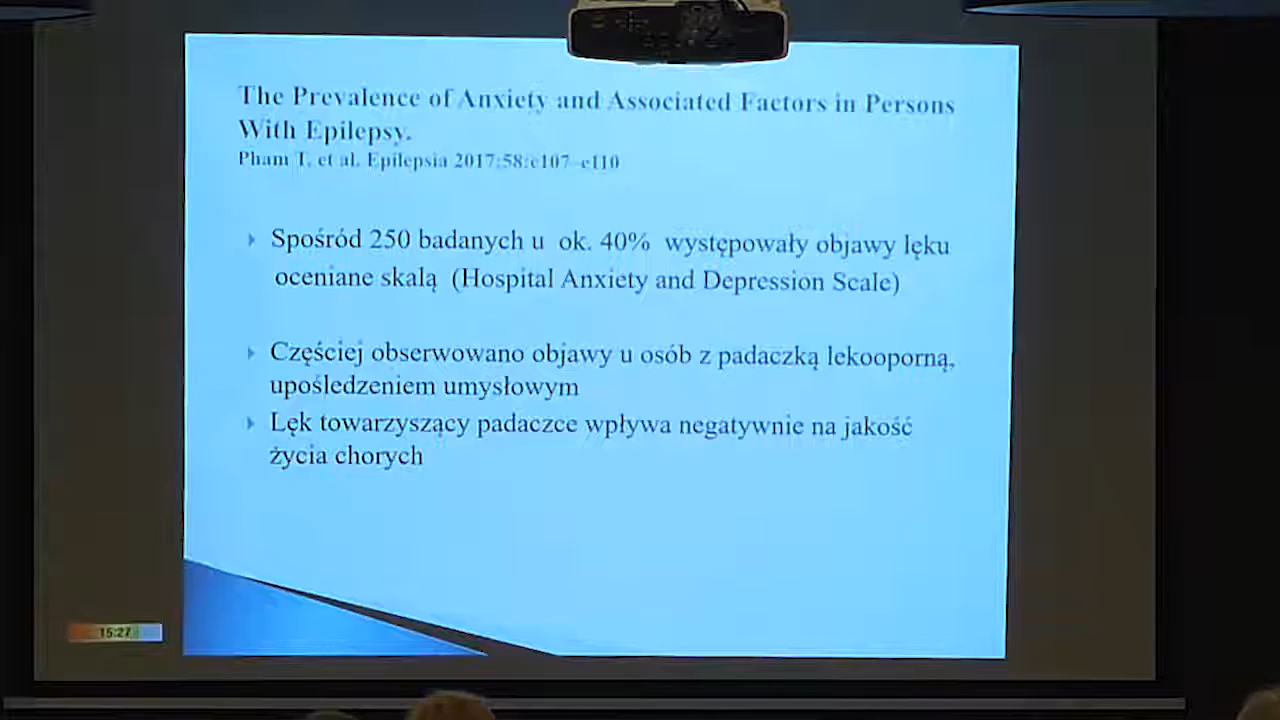 The Prevalence of Anxiety and Associated Factors in Persons
With Epilepsy.
Pham T, et al. Epilepsia 2017;58:e107–e110
Spośród 250 badanych u ok. 40% występowały objawy lęku
oceniane skalą (Hospital Anxiety and Depression Scale)
Częściej obserwowano objawy u osób z padaczką lekooporną,
upośledzeniem umysłowym
Lęk towarzyszący padaczce wpływa negatywnie na jakość
życia chorych
15:27